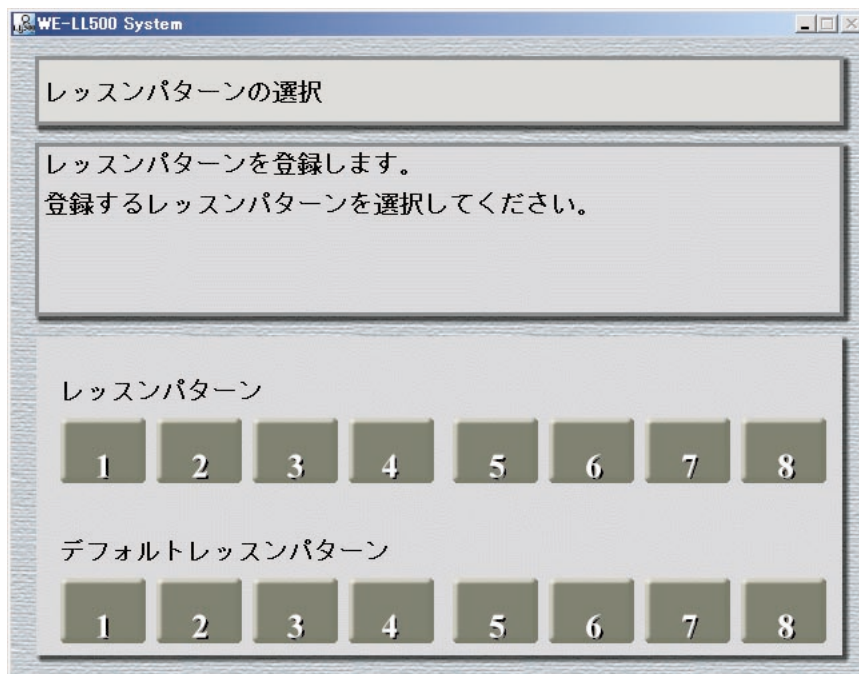 WE-LL500 System
レッスンパターンの選択
レッスンパターンを登録します。
登録するレッスンパターンを選択してください。
レッスンパターン
1 2 3 4 5 6 7 8
デフォルトレッスンパターン
1 2 3 4 5 6 7 8